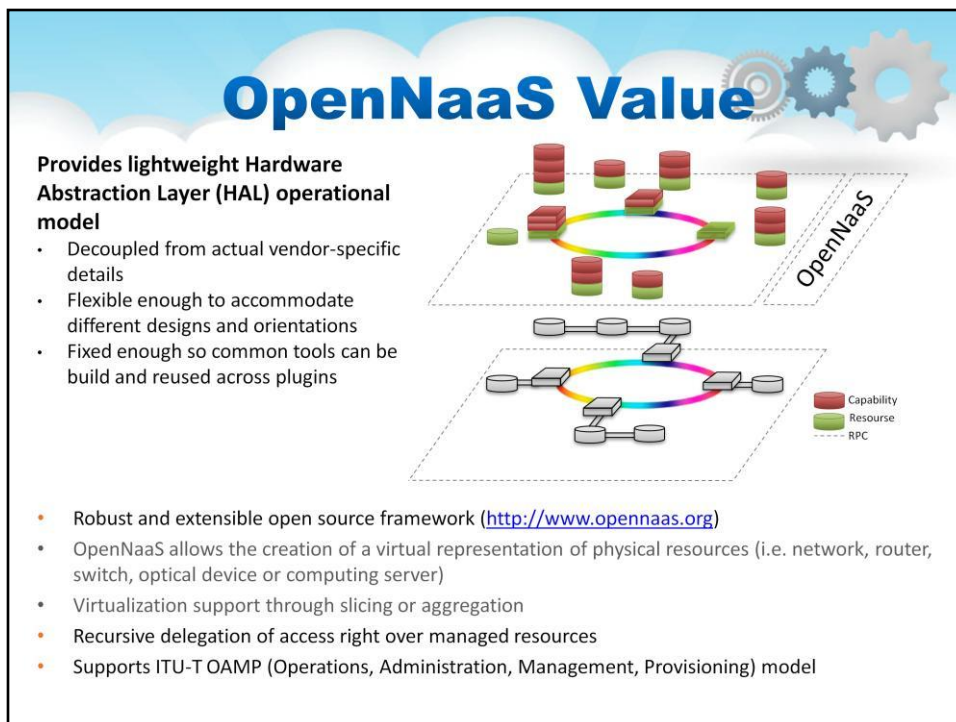 OpenNaaS Value
Provides lightweight Hardware
Abstraction Layer (HAL) operational
model
• Decoupled from actual vendor-specific
details
• Flexible enough to accommodate
different designs and orientations
• Fixed enough so common tools can be
build and reused across plugins
OpenNaaS
Capability
Resourse
RPC
• Robust and extensible open source framework (http://www.opennaas.org)
• OpenNaaS allows the creation of a virtual representation of physical resources (i.e. network, router,
switch, optical device or computing server)
• Virtualization support through slicing or aggregation
• Recursive delegation of access right over managed resources
• Supports ITU-T OAMP (Operations, Administration, Management, Provisioning) model